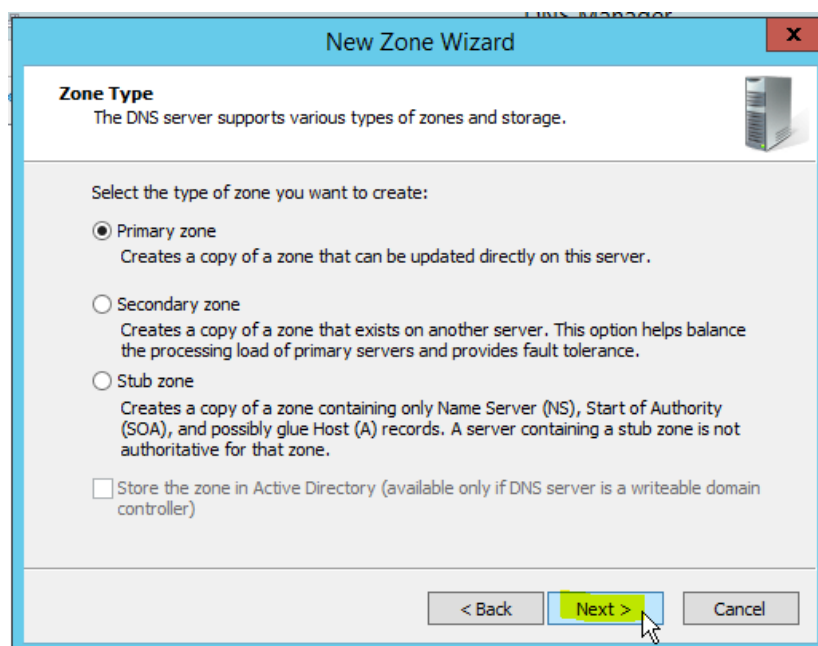 DNS Manager
New Zone Wizard
X
Zone Type
The DNS server supports various types of zones and storage.
Select the type of zone you want to create:
Primary zone
Creates a copy of a zone that can be updated directly on this server.
Secondary zone
Creates a copy of a zone that exists on another server. This option helps balance
the processing load of primary servers and provides fault tolerance.
Stub zone
Creates a copy of a zone containing only Name Server (NS), Start of Authority
(SOA), and possibly glue Host (A) records. A server containing a stub zone is not
authoritative for that zone.
Store the zone in Active Directory (available only if DNS server is a writeable domain
controller)
< Back Next > Cancel